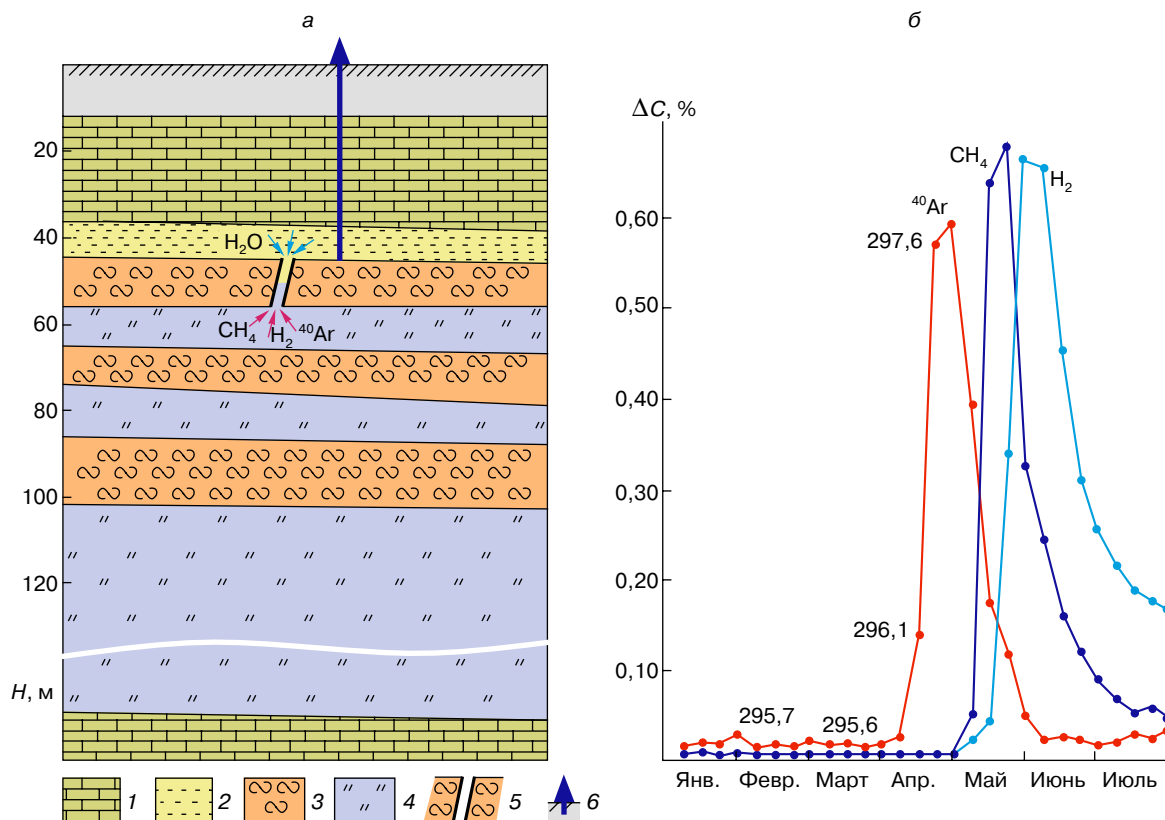 а
20
40
60
80
100
120
H, м
H₂O
CH₄ H₂ ⁴⁰Ar
1 2 3 4 5 6
б
ΔC, %
0,60
0,50
0,40
0,30
0,20
0,10
CH₄
H₂
⁴⁰Ar
297,6
296,1
295,7
295,6
Янв. Февр. Март Апр. Май Июнь Июль